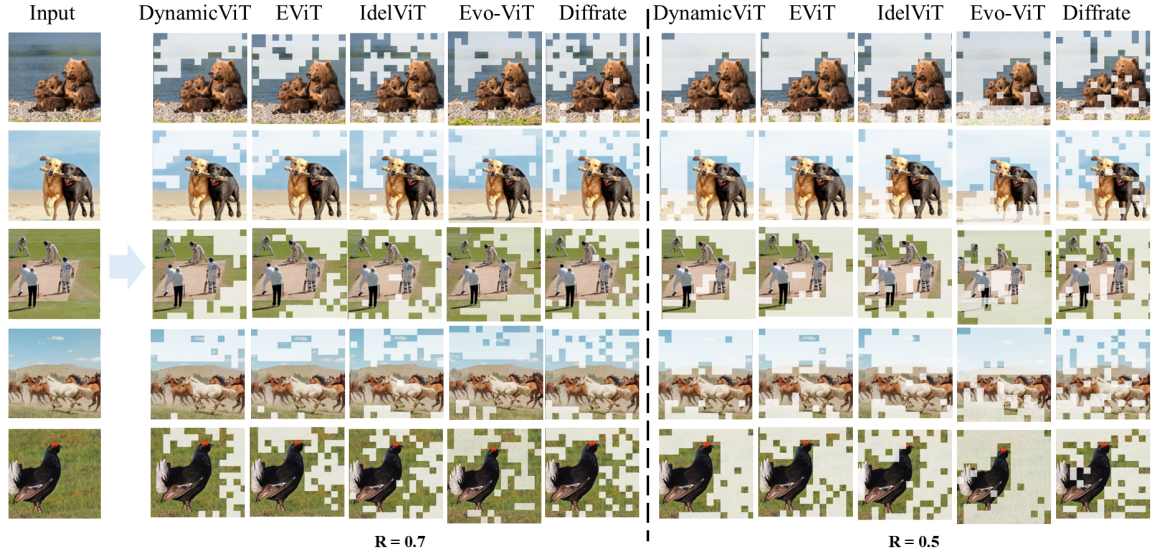 Input DynamicViT EViT IdelViT Evo-ViT Diffrate DynamicViT EViT IdelViT Evo-ViT Diffrate
R = 0.7 R = 0.5